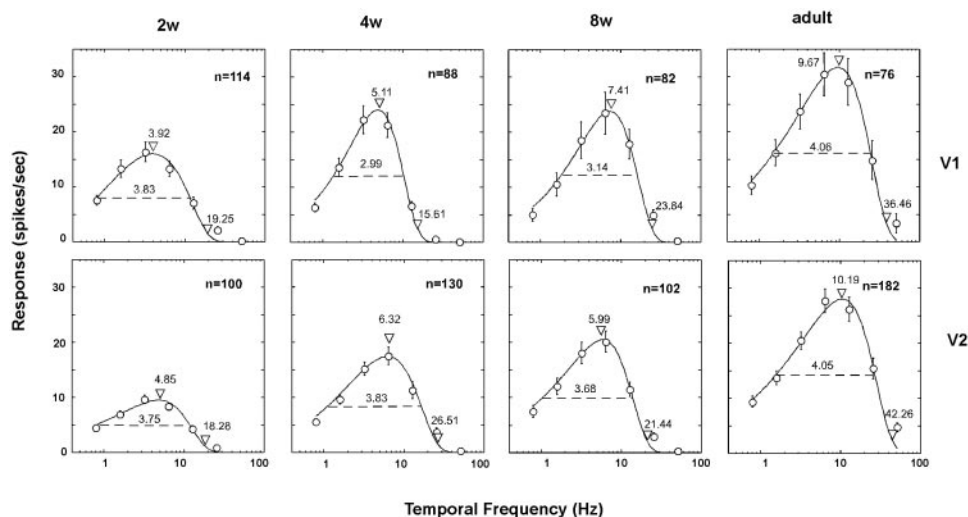 2w 4w 8w adult
30 n=114 n=88 n=82 9.67 n=76
5.11 7.41
20 3.92
10 3.83 2.99 3.14 4.06 V1
19.25 15.61 23.84 36.46
0
Response (spikes/sec)
30 n=100 n=130 n=102 10.19 n=182
20 6.32 5.99
10 4.85 3.83 3.68 4.05 V2
3.75 18.28 26.51 21.44 42.26
0
1 10 100 1 10 100 1 10 100 1 10 100
Temporal Frequency (Hz)